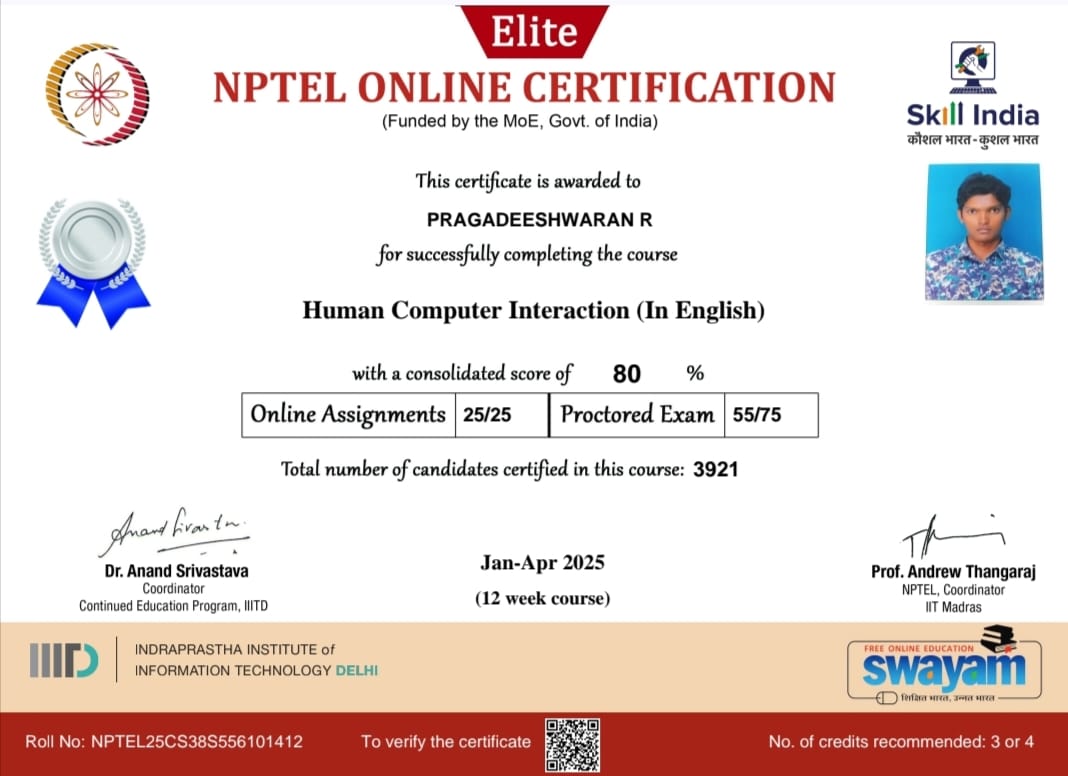 Elite
NPTEL ONLINE CERTIFICATION
(Funded by the MoE, Govt. of India)
Skill India
कौशल भारत - कुशल भारत
This certificate is awarded to
PRAGADEESHWARAN R
for successfully completing the course
Human Computer Interaction (In English)
with a consolidated score of 80 %
Online Assignments 25/25 Proctored Exam 55/75
Total number of candidates certified in this course: 3921
Anand Srivastava
Dr. Anand Srivastava
Coordinator
Continued Education Program, IIITD
Jan-Apr 2025
(12 week course)
Prof. Andrew Thangaraj
NPTEL, Coordinator
IIT Madras
IIITD
INDRAPRASTHA INSTITUTE of
INFORMATION TECHNOLOGY DELHI
FREE ONLINE EDUCATION
swayam
शिक्षित भारत, उन्नत भारत
Roll No: NPTEL25CS38S556101412
To verify the certificate
No. of credits recommended: 3 or 4